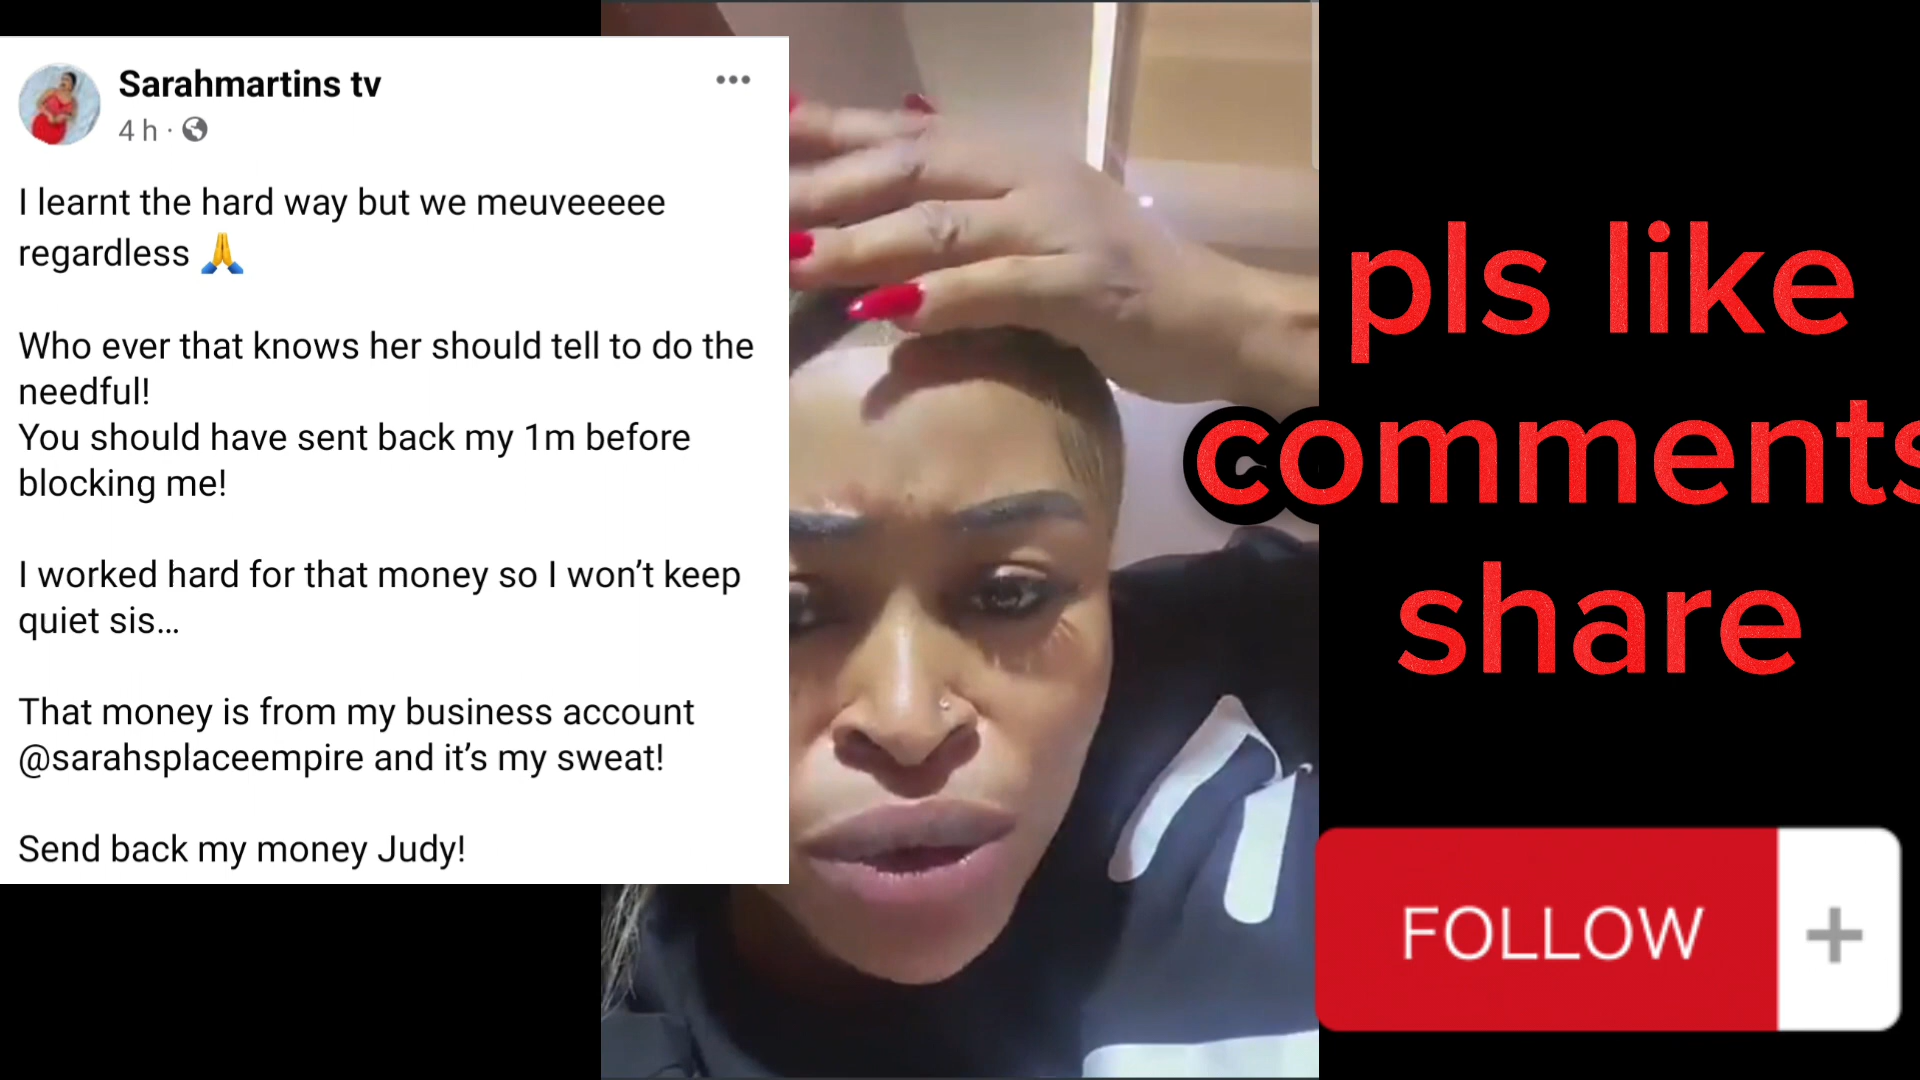 Sarahmartins tv
4 h ·
I learnt the hard way but we meuveeeee
regardless 🙏
Who ever that knows her should tell to do the
needful!
You should have sent back my 1m before
blocking me!
I worked hard for that money so I won’t keep
quiet sis…
That money is from my business account
@sarahsplaceempire and it’s my sweat!
Send back my money Judy!
pls like
comments
share
FOLLOW +